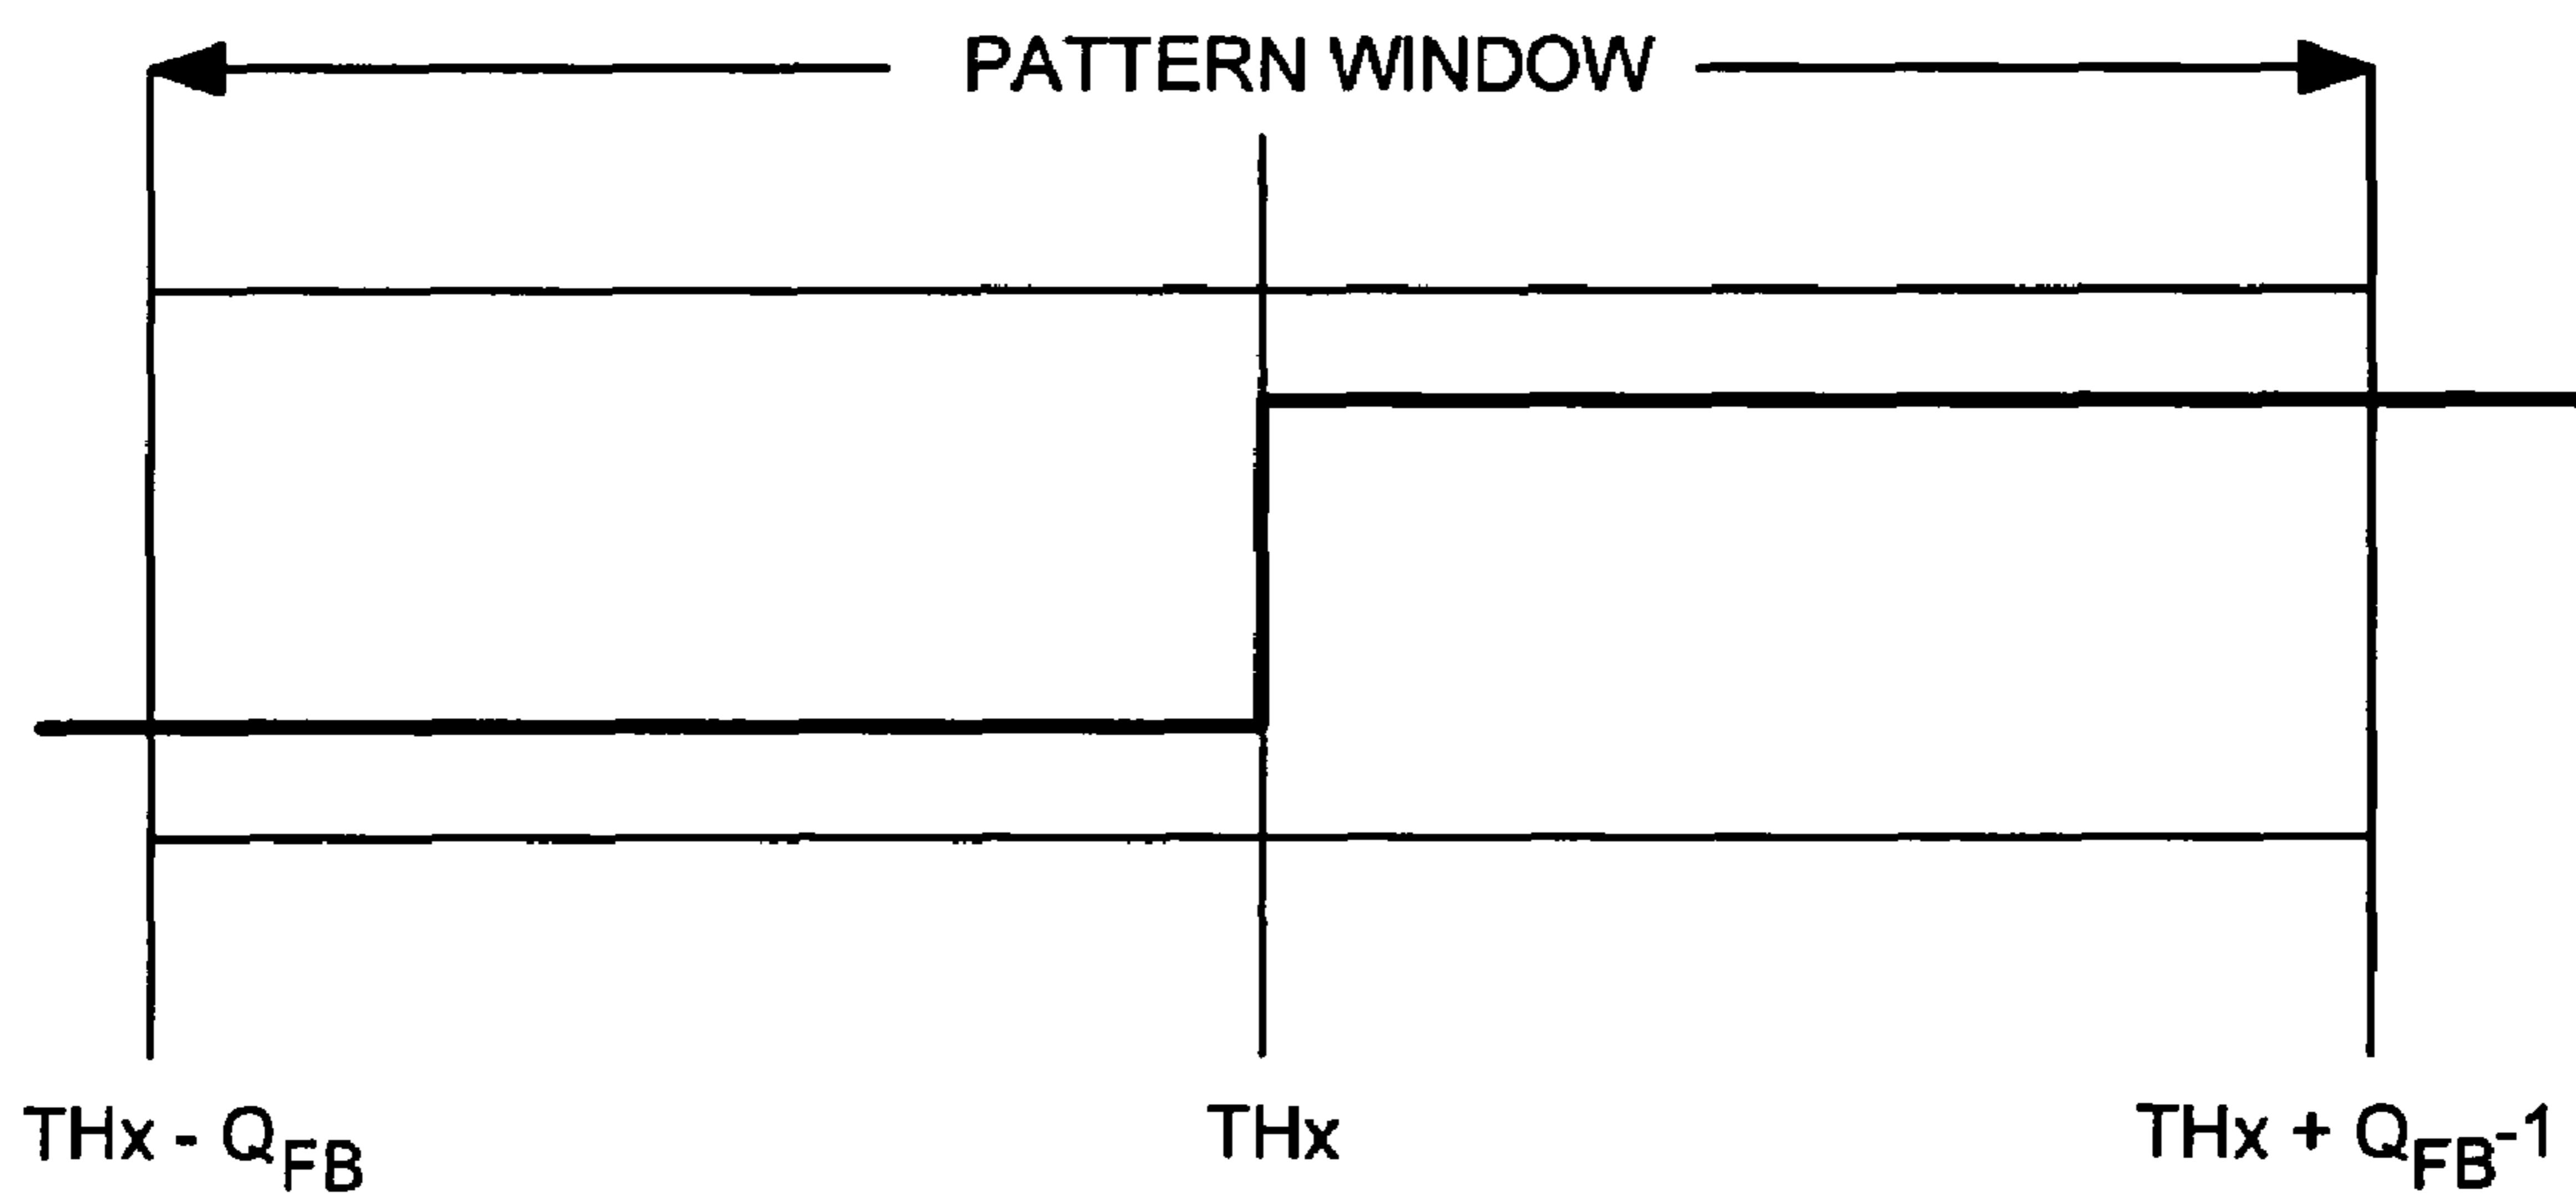 PATTERN WINDOW
THx - QFB
THx
THx + QFB-1